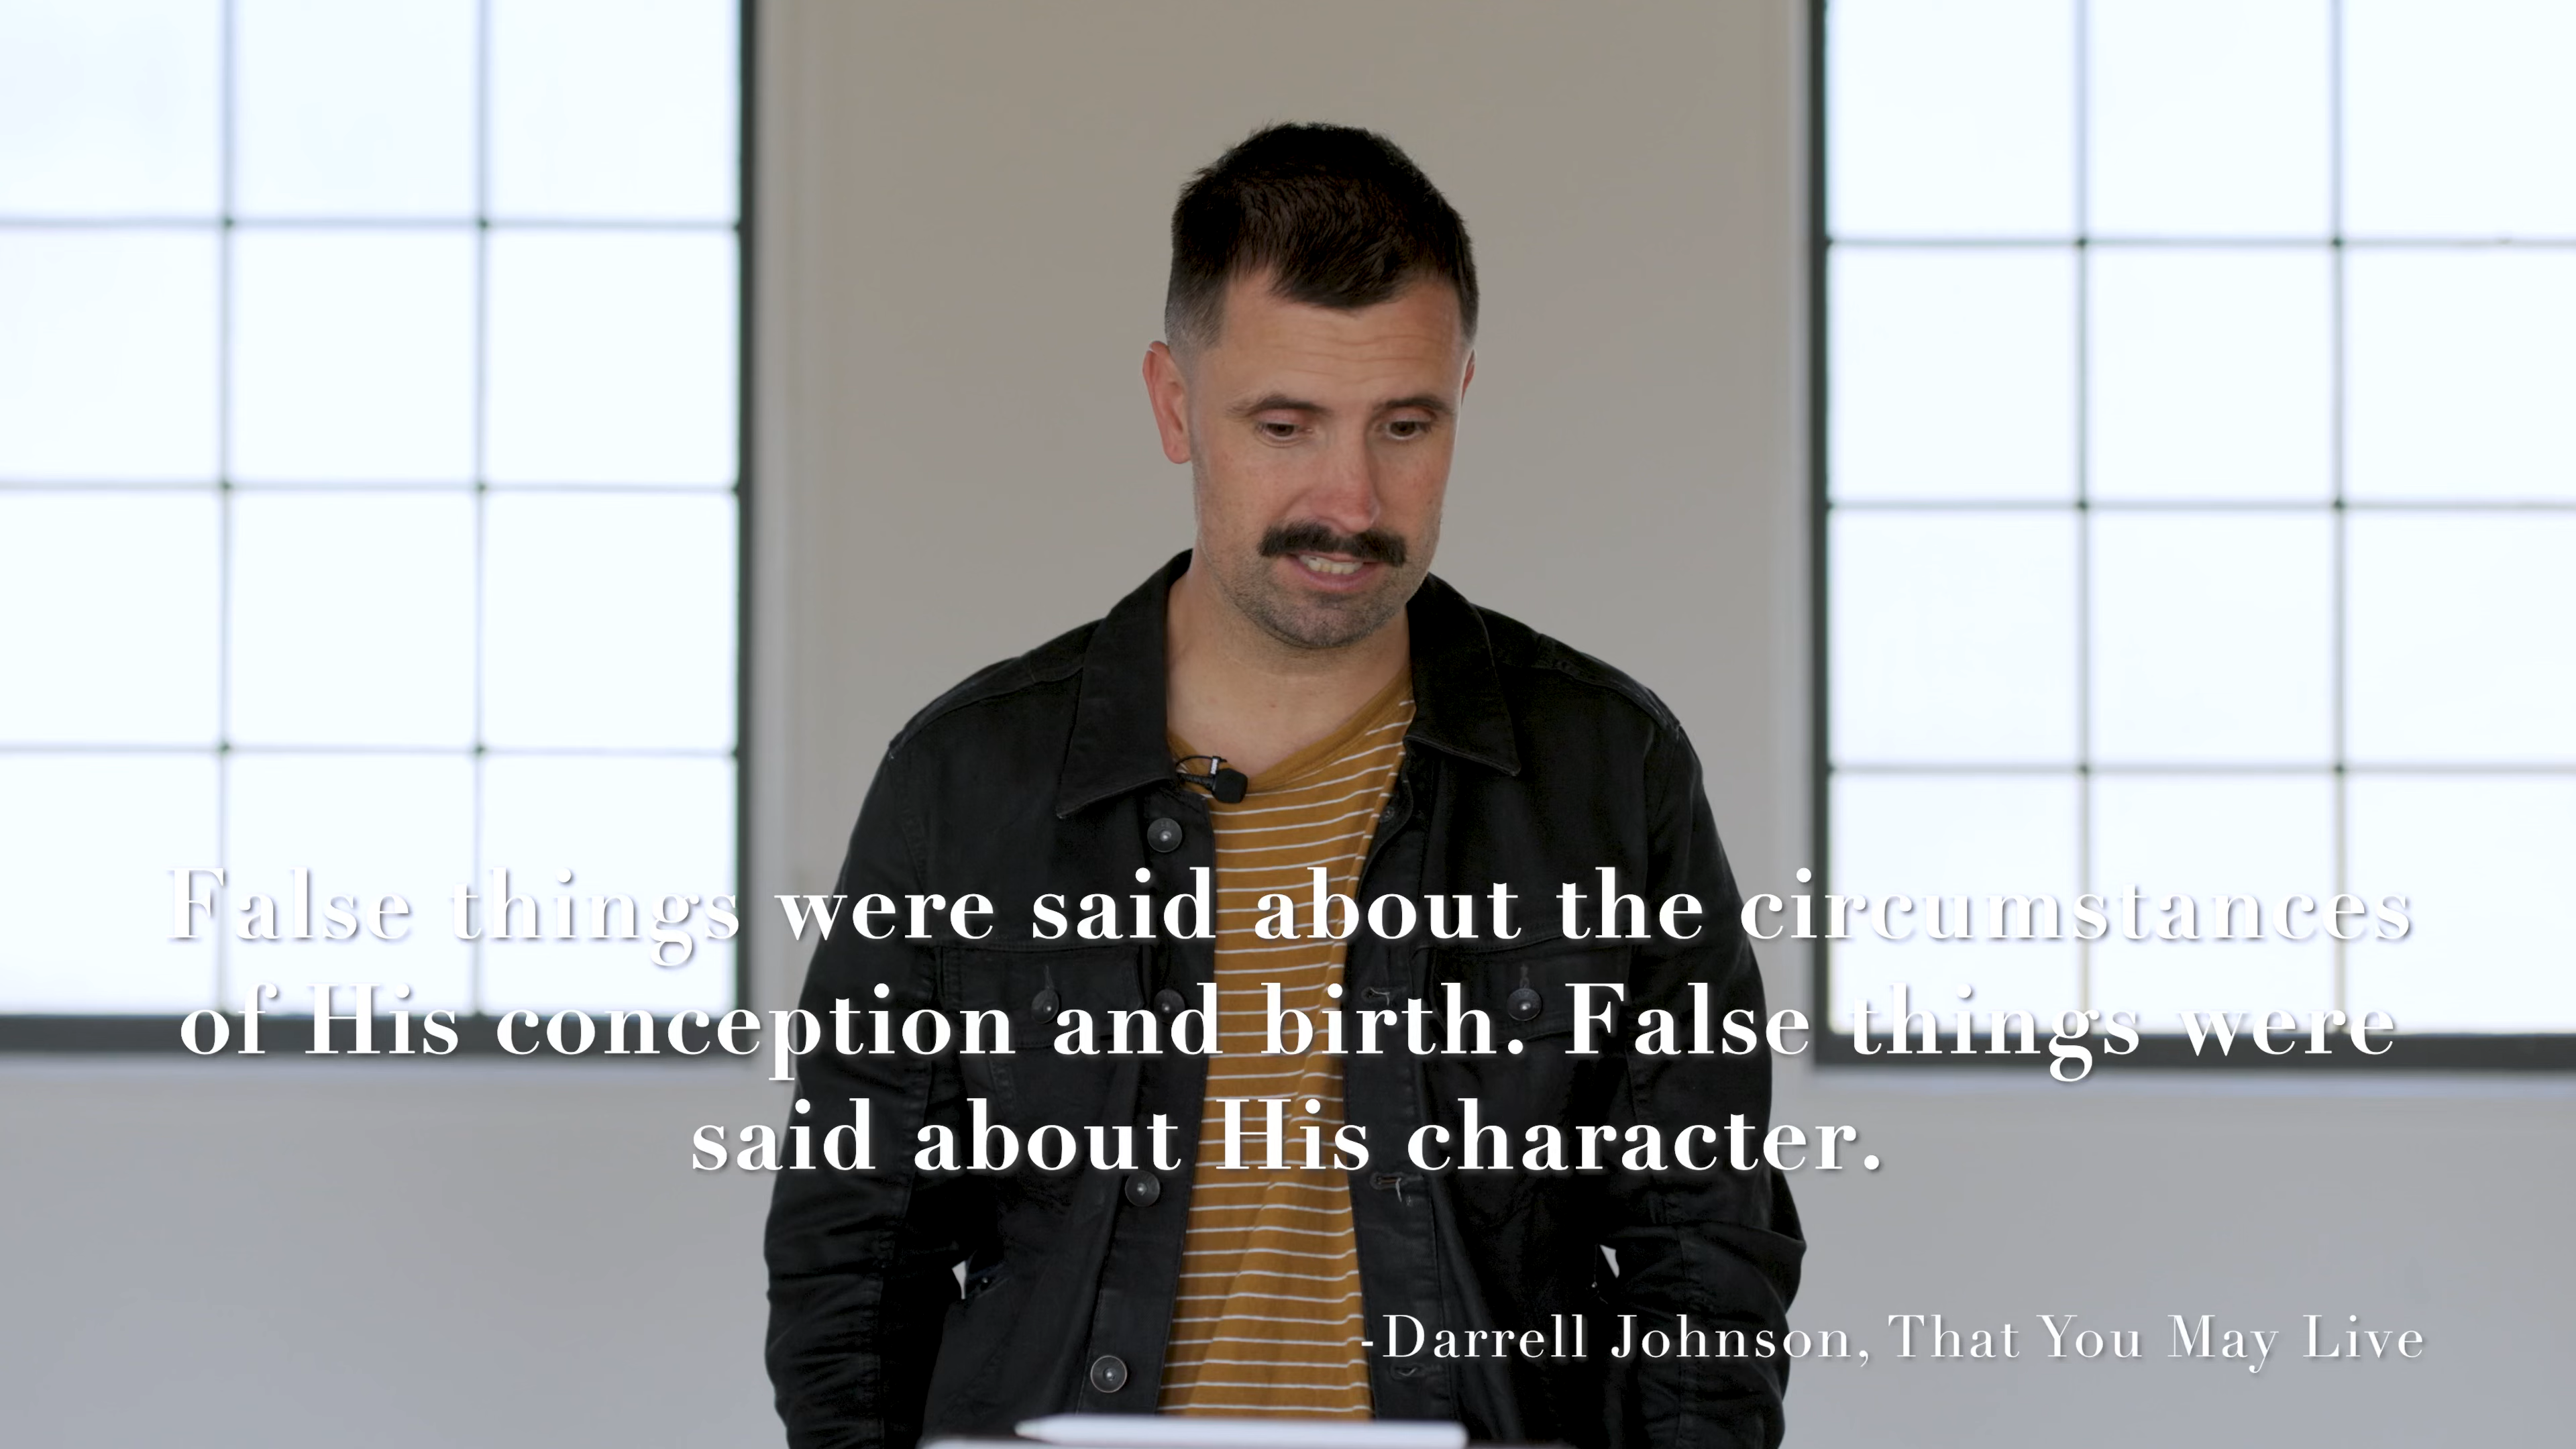 False things were said about the circumstances
of His conception and birth. False things were
said about His character.
-Darrell Johnson, That You May Live